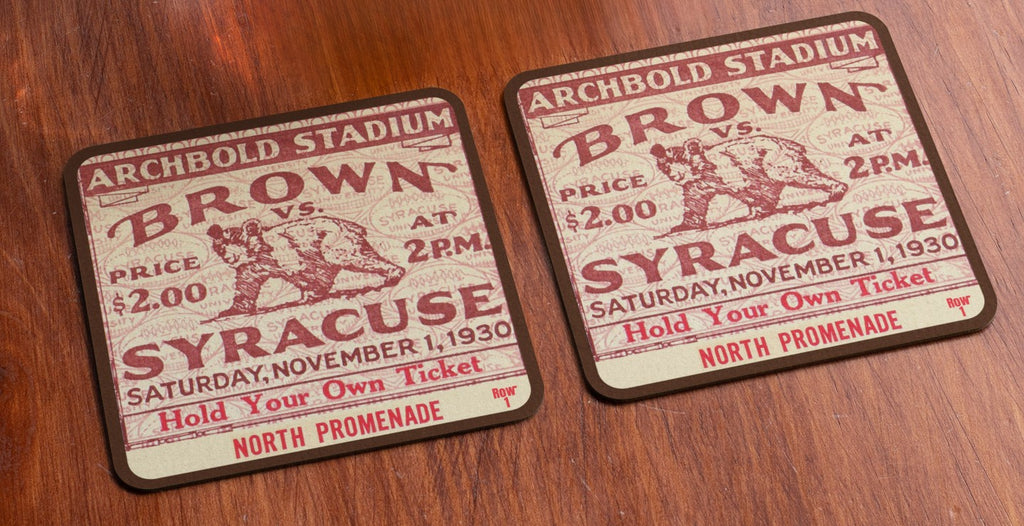 ARCHBOLD STADIUM
BROWN
VS.
PRICE
$2.00
AT
2 P.M.
SYRACUSE
SATURDAY, NOVEMBER 1, 1930
Hold Your Own Ticket
Row
1
NORTH PROMENADE
ARCHBOLD STADIUM
BROWN
VS.
PRICE
$2.00
AT
2 P.M.
SYRACUSE
SATURDAY, NOVEMBER 1, 1930
Hold Your Own Ticket
Row
1
NORTH PROMENADE